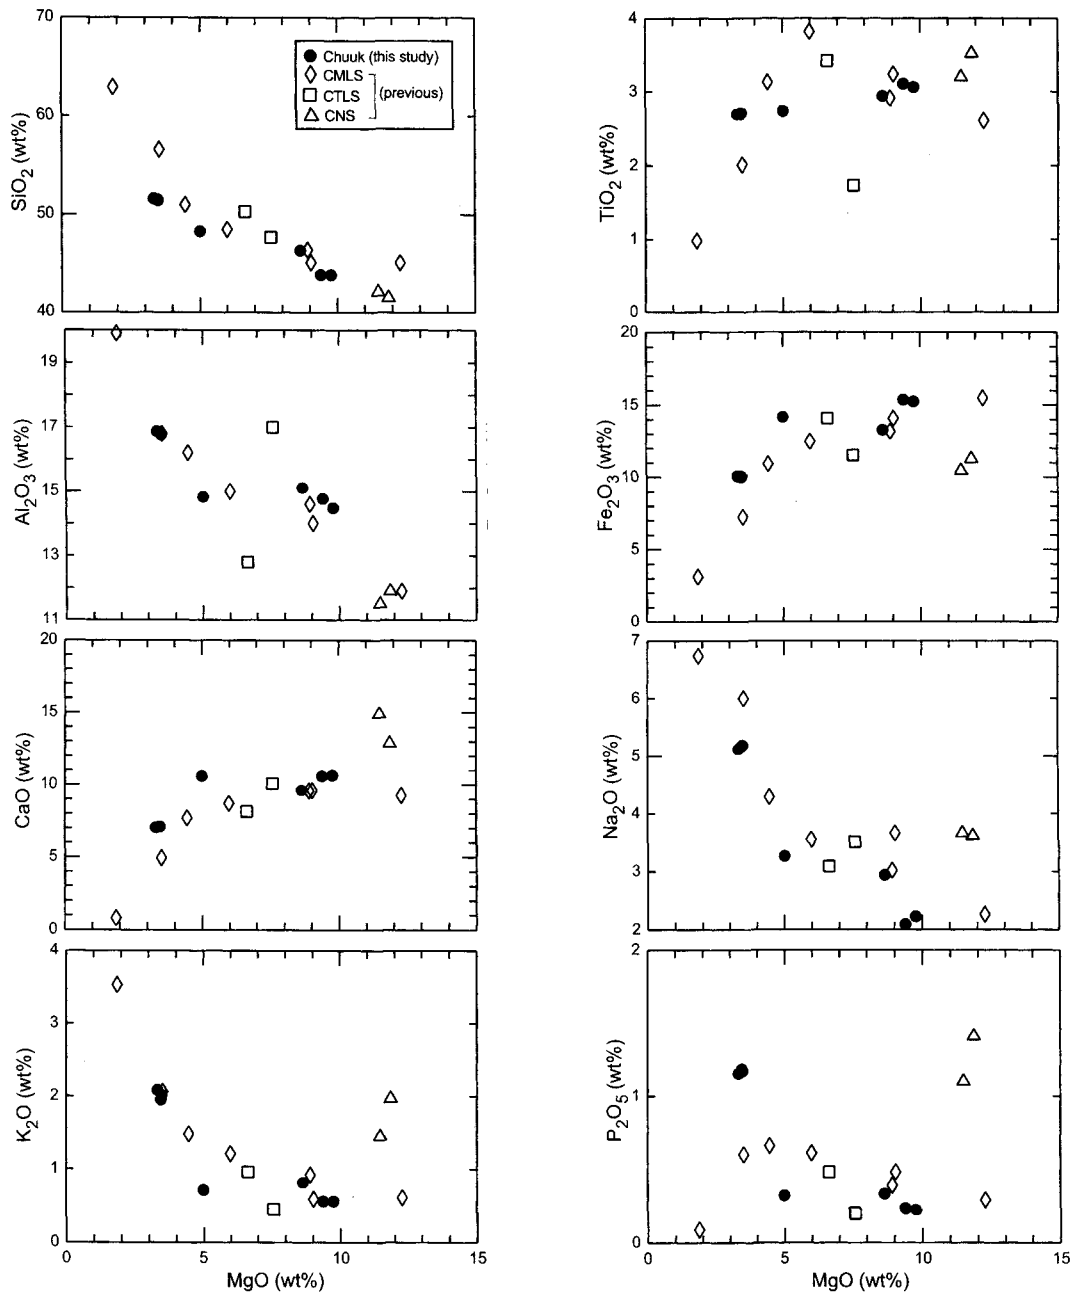 70
60
50
40
SiO2 (wt%)
Chuuk (this study)
CMLS
CTLS
CNS
(previous)
4
3
2
1
0
TiO2 (wt%)
19
17
15
13
11
Al2O3 (wt%)
20
15
10
5
0
Fe2O3 (wt%)
20
15
10
5
0
CaO (wt%)
7
6
5
4
3
2
Na2O (wt%)
4
3
2
1
0
K2O (wt%)
0 5 10 15
MgO (wt%)
2
1
0
P2O5 (wt%)
0 5 10 15
MgO (wt%)